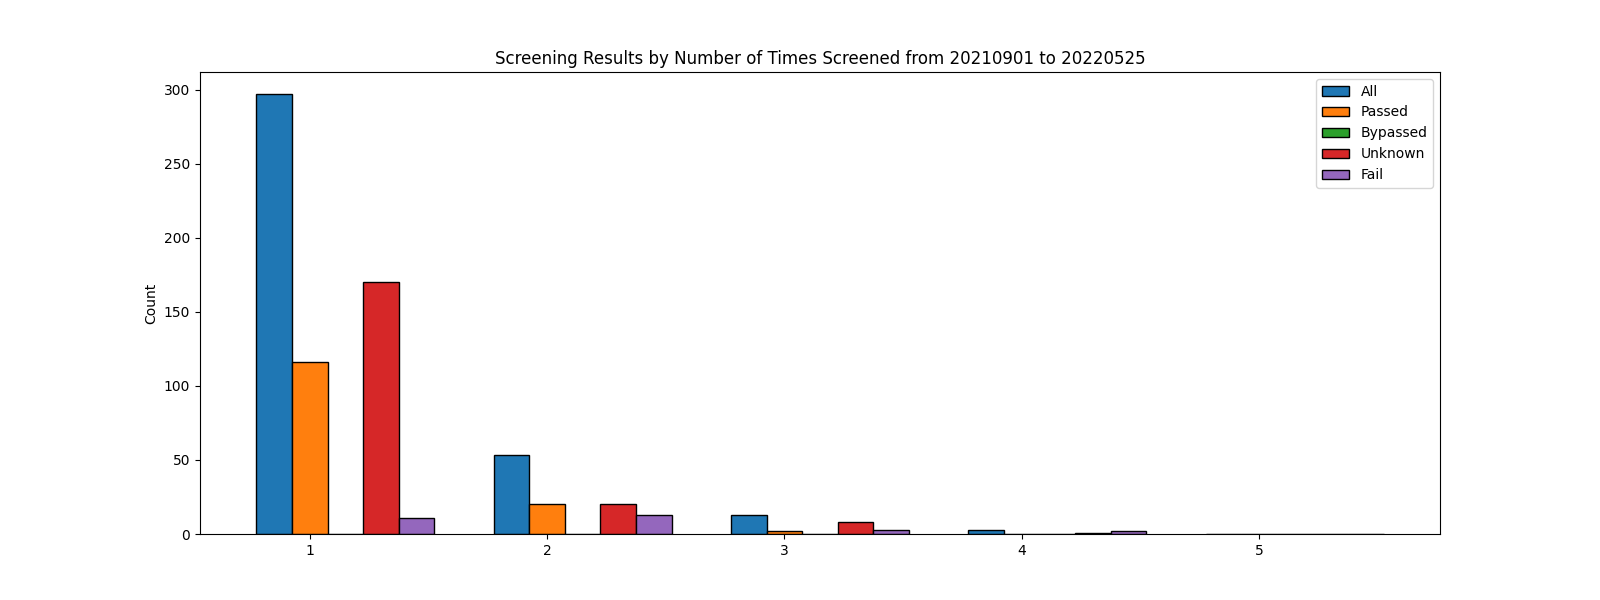 Screening Results by Number of Times Screened from 20210901 to 20220525
300
250
200
150
100
50
0
Count
1 2 3 4 5
All
Passed
Bypassed
Unknown
Fail